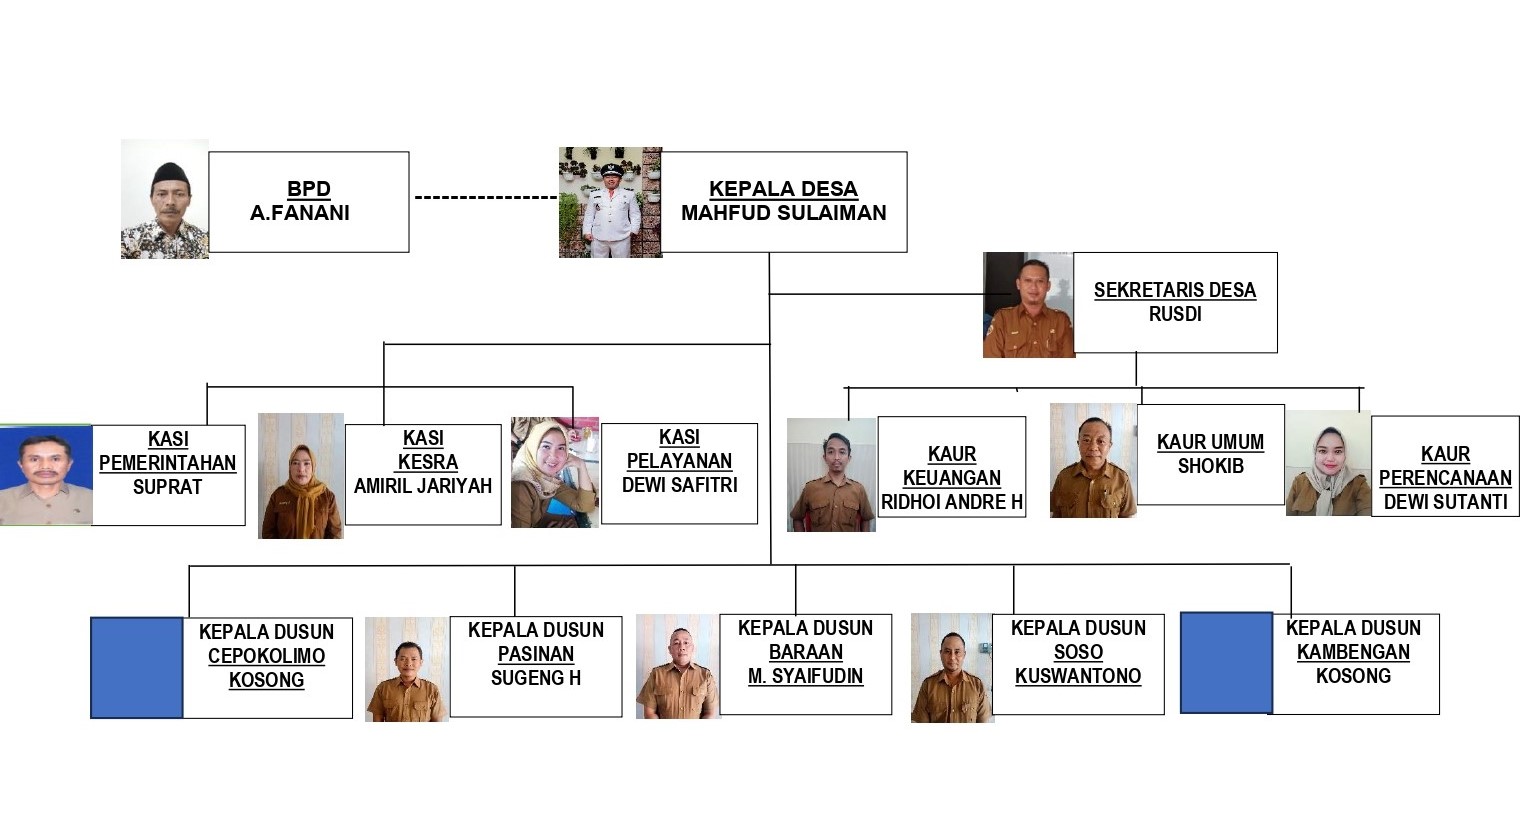 BPD
A.FANANI
KEPALA DESA
MAHFUD SULAIMAN
SEKRETARIS DESA
RUSDI
KASI
PEMERINTAHAN
SUPRAT
KASI
KESRA
AMIRIL JARIYAH
KASI
PELAYANAN
DEWI SAFITRI
KAUR
KEUANGAN
RIDHOI ANDRE H
KAUR UMUM
SHOKIB
KAUR
PERENCANAAN
DEWI SUTANTI
KEPALA DUSUN
CEPOKOLIMO
KOSONG
KEPALA DUSUN
PASINAN
SUGENG H
KEPALA DUSUN
BARAAN
M. SYAIFUDIN
KEPALA DUSUN
SOSO
KUSWANTONO
KEPALA DUSUN
KAMBENGAN
KOSONG